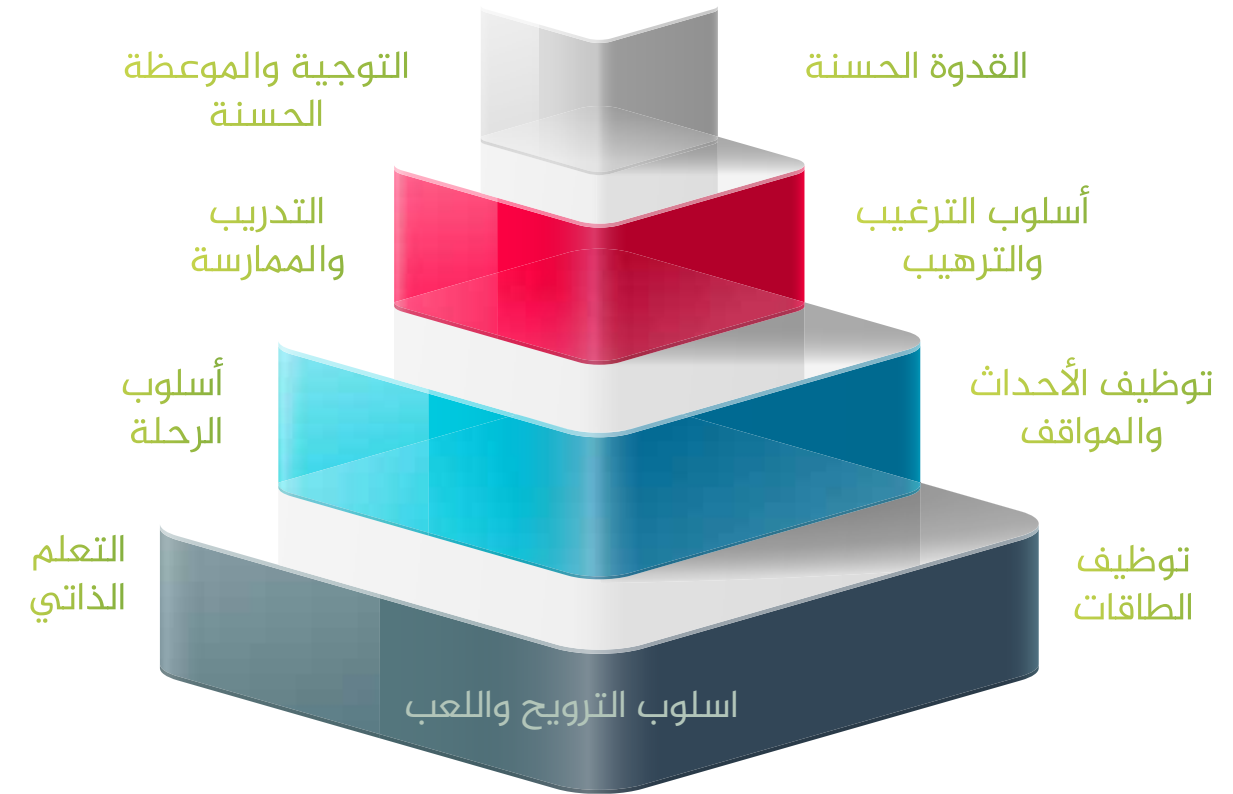 القدوة الحسنة
التوجية والموعظة
الحسنة
أسلوب الترغيب
والترهيب
التدريب
والممارسة
توظيف الأحداث
والمواقف
أسلوب
الرحلة
توظيف
الطاقات
التعلم
الذاتي
اسلوب الترويح واللعب